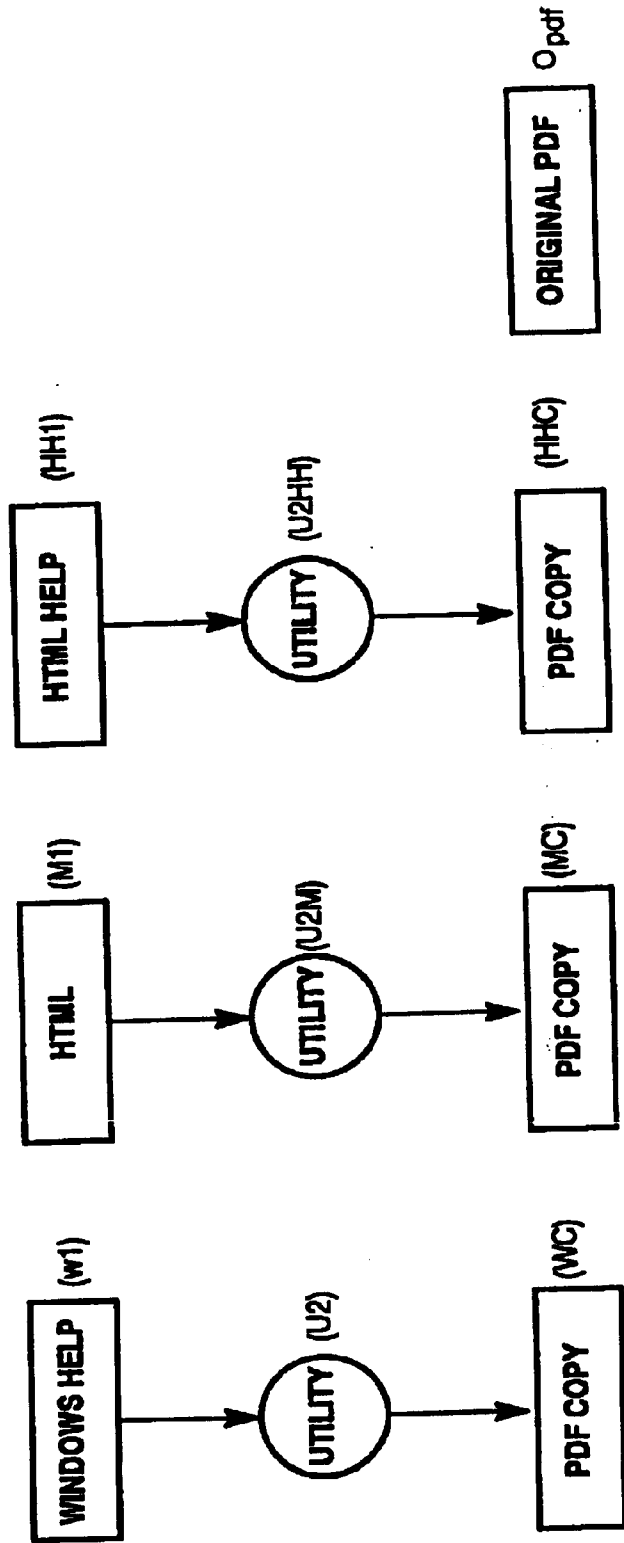 WINDOWS HELP (w1)
UTILITY (U2)
PDF COPY (WC)
HTML (M1)
UTILITY (U2M)
PDF COPY (MC)
HTML HELP (HH1)
UTILITY (U2HH)
PDF COPY (HHC)
ORIGINAL PDF Opdf